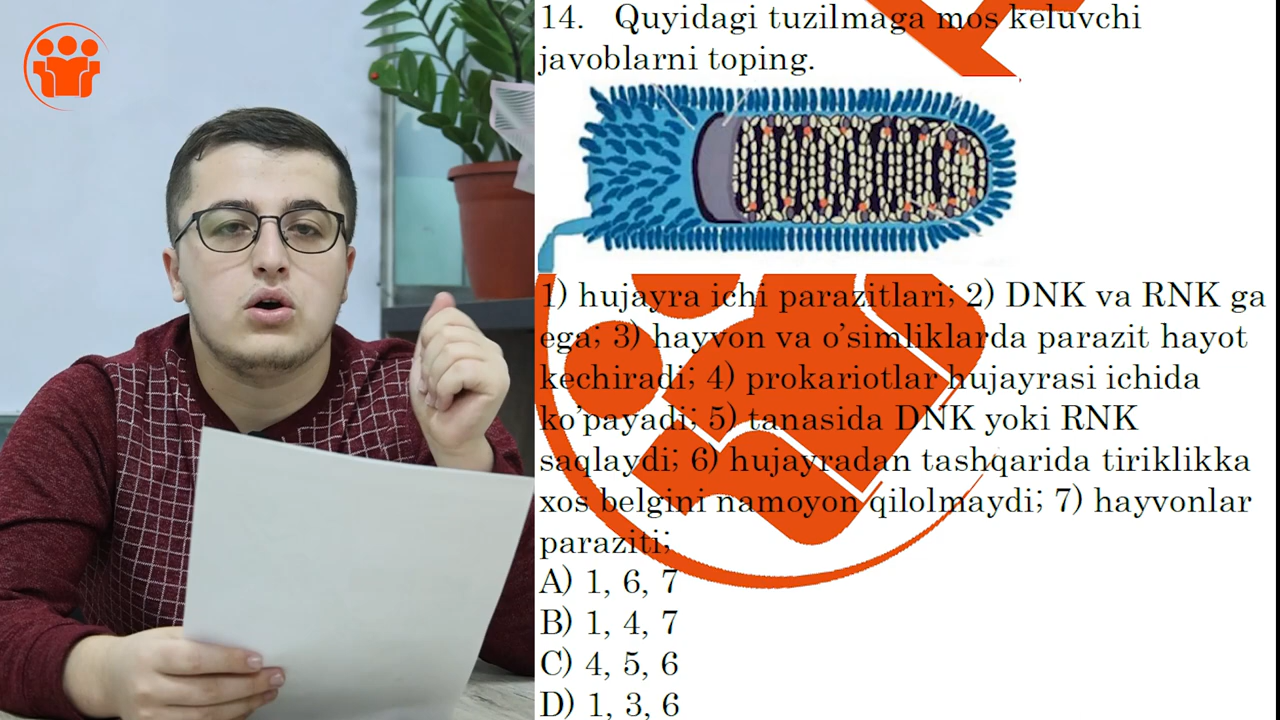 14. Quyidagi tuzilmaga mos keluvchi
javoblarni toping.
1) hujayra ichi parazitlari; 2) DNK va RNK ga
ega; 3) hayvon va o’simliklarda parazit hayot
kechiradi; 4) prokariotlar hujayrasi ichida
ko’payadi; 5) tanasida DNK yoki RNK
saqlaydi; 6) hujayradan tashqarida tiriklikka
xos belgini namoyon qilolmaydi; 7) hayvonlar
paraziti;
A) 1, 6, 7
B) 1, 4, 7
C) 4, 5, 6
D) 1, 3, 6